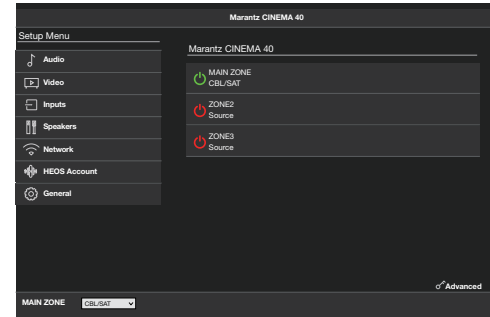 Marantz CINEMA 40
Setup Menu
Audio
Video
Inputs
Speakers
Network
HEOS Account
General
Marantz CINEMA 40
MAIN ZONE
CBL/SAT
ZONE2
Source
ZONE3
Source
Advanced
MAIN ZONE CBL/SAT